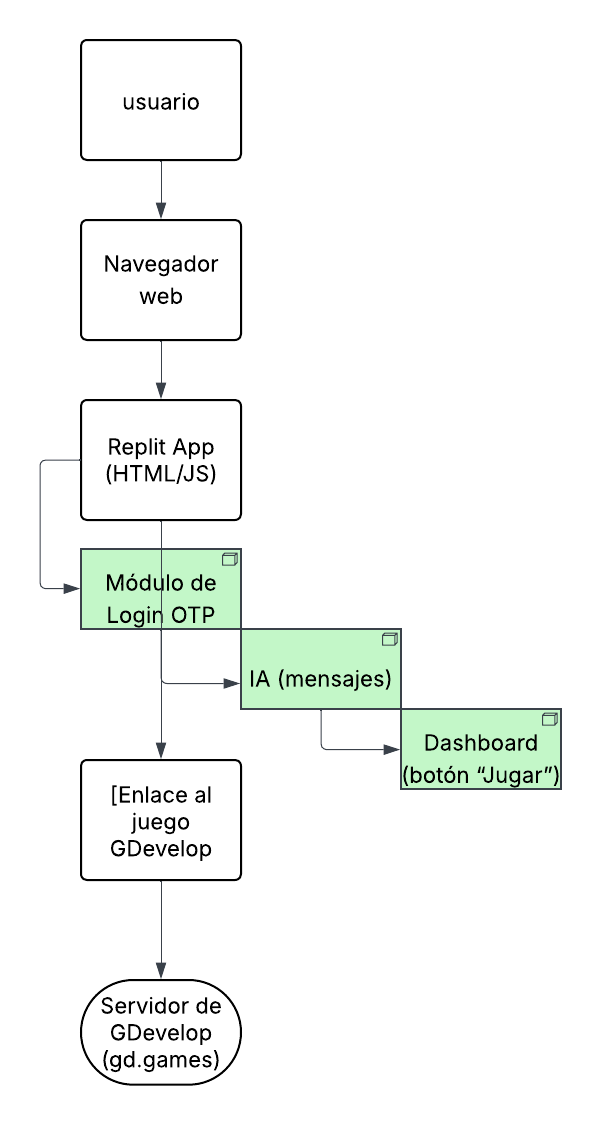 usuario
Navegador
web
Replit App
(HTML/JS)
Módulo de
Login OTP
IA (mensajes)
Dashboard
(botón “Jugar”)
[Enlace al
juego
GDevelop
Servidor de
GDevelop
(gd.games)